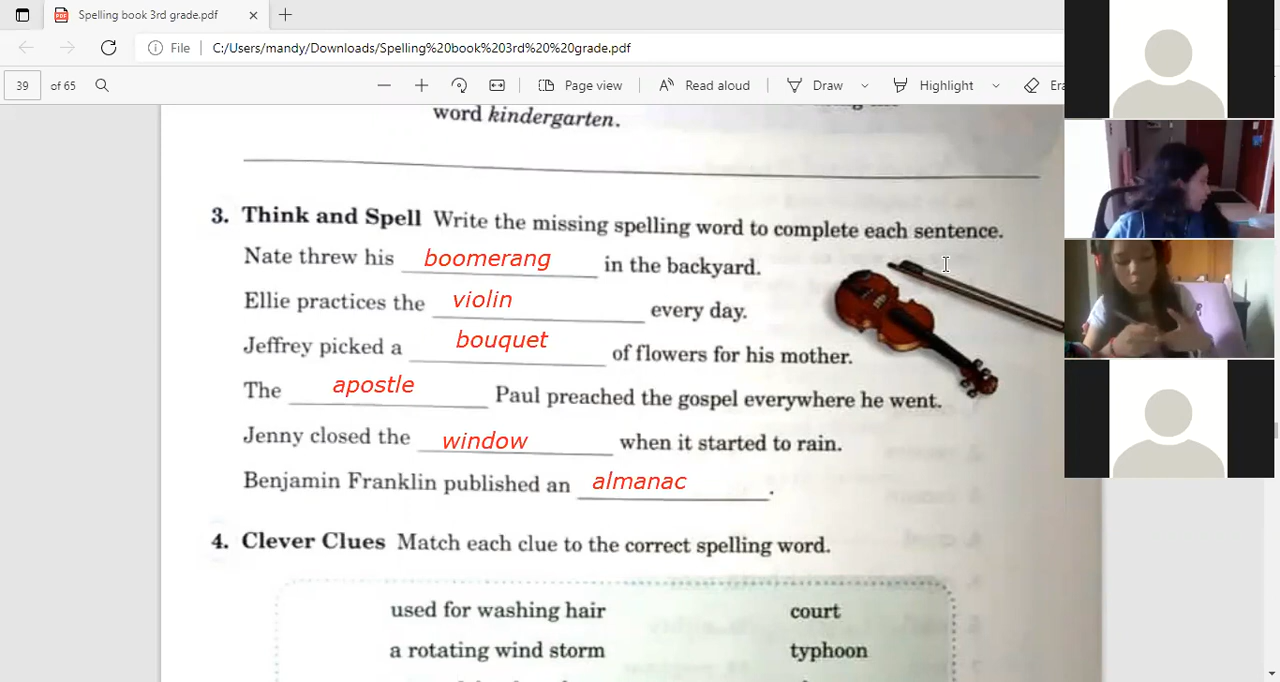 Spelling book 3rd grade.pdf
File C:/Users/mandy/Downloads/Spelling%20book%203rd%20%20grade.pdf
39 of 65 Page view Read aloud Draw Highlight
word kindergarten.
3. Think and Spell Write the missing spelling word to complete each sentence.
Nate threw his boomerang in the backyard.
Ellie practices the violin every day.
Jeffrey picked a bouquet of flowers for his mother.
The apostle Paul preached the gospel everywhere he went.
Jenny closed the window when it started to rain.
Benjamin Franklin published an almanac.
4. Clever Clues Match each clue to the correct spelling word.
used for washing hair court
a rotating wind storm typhoon